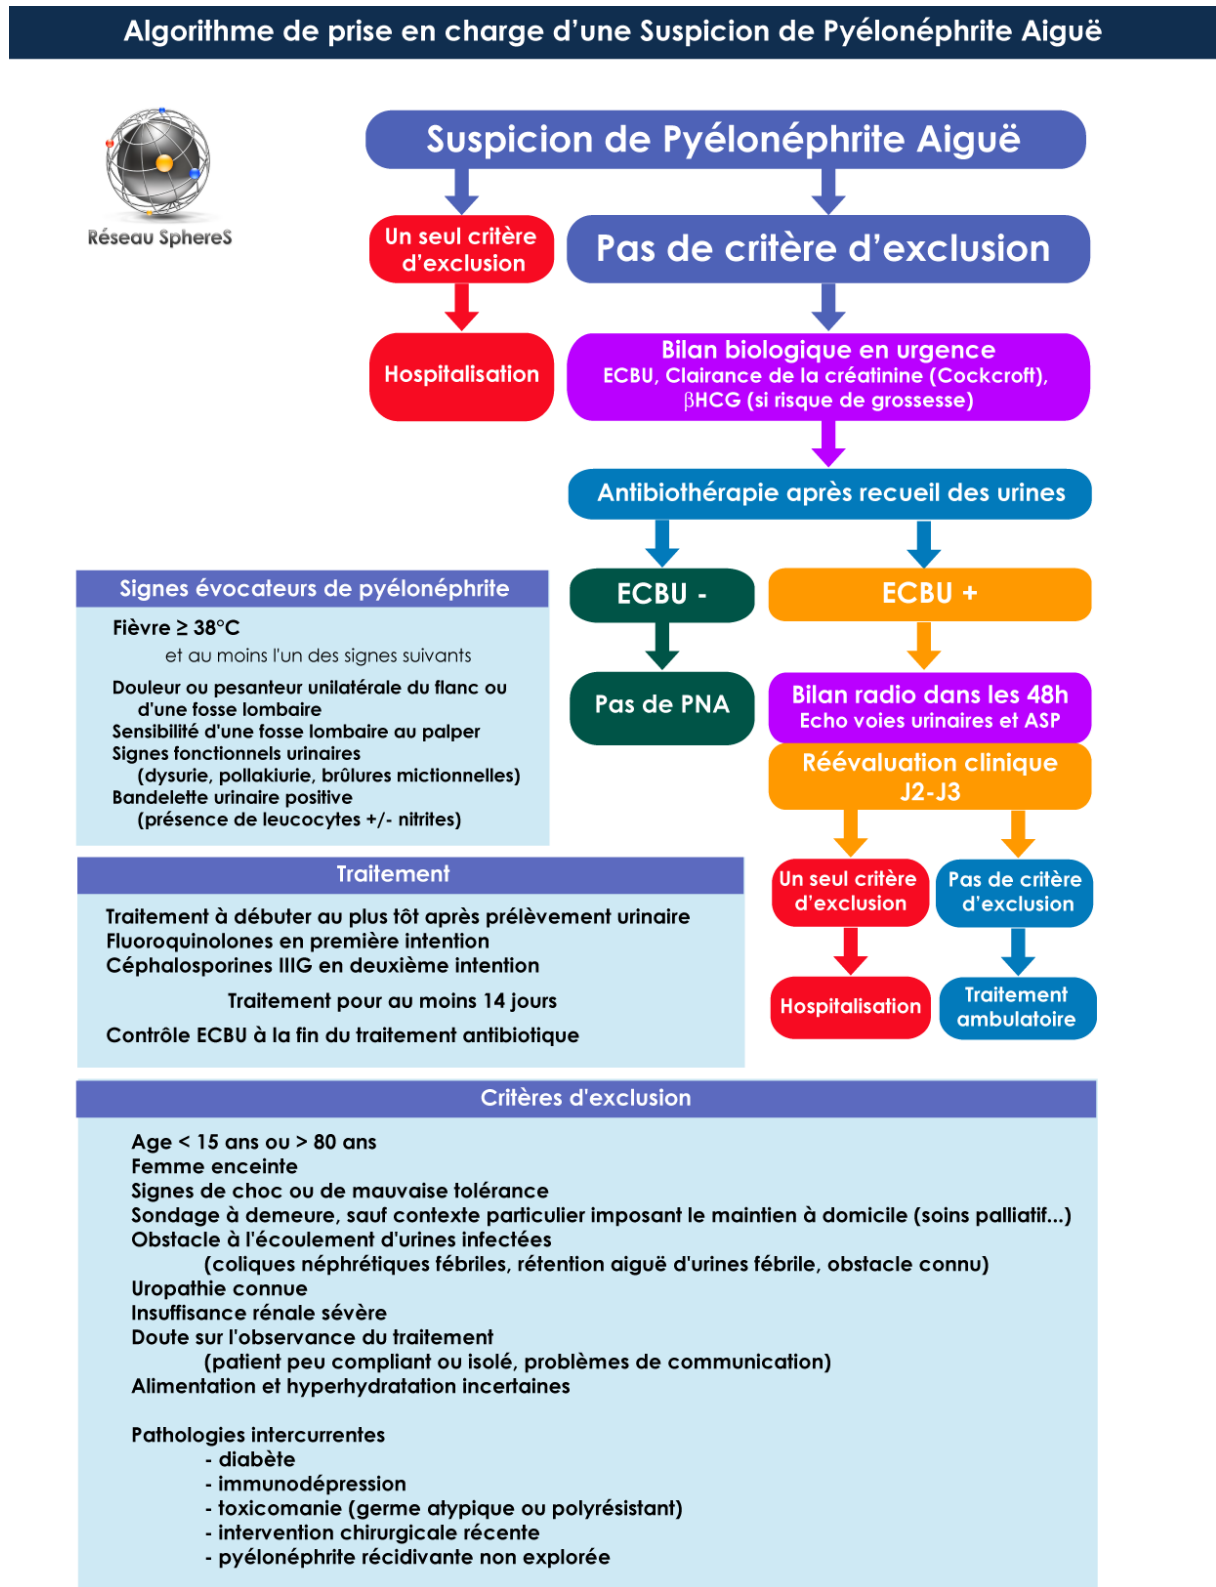 Algorithme de prise en charge d’une Suspicion de Pyélonéphrite Aiguë
Réseau SphereS
Suspicion de Pyélonéphrite Aiguë
Un seul critère
d’exclusion
Pas de critère d’exclusion
Hospitalisation
Bilan biologique en urgence
ECBU, Clairance de la créatinine (Cockcroft),
βHCG (si risque de grossesse)
Antibiothérapie après recueil des urines
ECBU -
ECBU +
Pas de PNA
Bilan radio dans les 48h
Echo voies urinaires et ASP
Réévaluation clinique
J2-J3
Un seul critère
d’exclusion
Pas de critère
d’exclusion
Hospitalisation
Traitement
ambulatoire
Signes évocateurs de pyélonéphrite
Fièvre ≥ 38°C
et au moins l'un des signes suivants
Douleur ou pesanteur unilatérale du flanc ou
d'une fosse lombaire
Sensibilité d'une fosse lombaire au palper
Signes fonctionnels urinaires
(dysurie, pollakiurie, brûlures mictionnelles)
Bandelette urinaire positive
(présence de leucocytes +/- nitrites)
Traitement
Traitement à débuter au plus tôt après prélèvement urinaire
Fluoroquinolones en première intention
Céphalosporines IIIG en deuxième intention
Traitement pour au moins 14 jours
Contrôle ECBU à la fin du traitement antibiotique
Critères d'exclusion
Age < 15 ans ou > 80 ans
Femme enceinte
Signes de choc ou de mauvaise tolérance
Sondage à demeure, sauf contexte particulier imposant le maintien à domicile (soins palliatif...)
Obstacle à l'écoulement d'urines infectées
(coliques néphrétiques fébriles, rétention aiguë d'urines fébrile, obstacle connu)
Uropathie connue
Insuffisance rénale sévère
Doute sur l'observance du traitement
(patient peu compliant ou isolé, problèmes de communication)
Alimentation et hyperhydratation incertaines
Pathologies intercurrentes
- diabète
- immunodépression
- toxicomanie (germe atypique ou polyrésistant)
- intervention chirurgicale récente
- pyélonéphrite récidivante non explorée